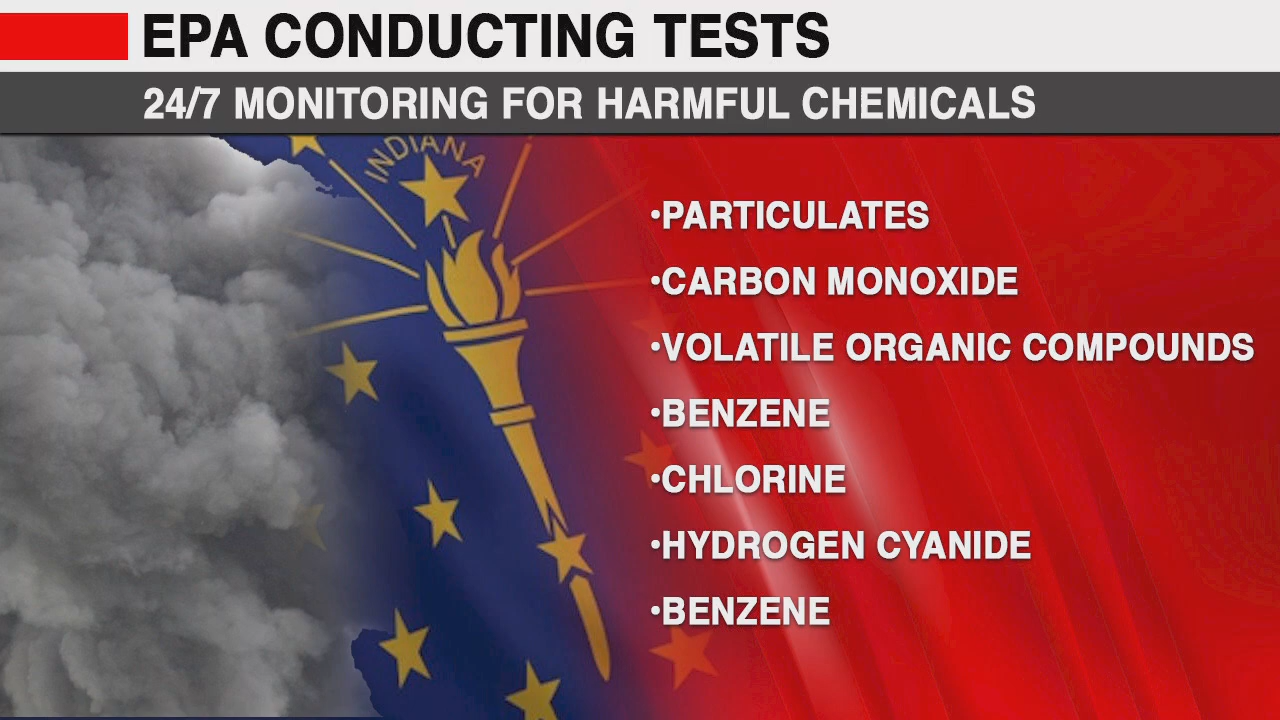 EPA CONDUCTING TESTS
24/7 MONITORING FOR HARMFUL CHEMICALS
INDIANA
•PARTICULATES
•CARBON MONOXIDE
•VOLATILE ORGANIC COMPOUNDS
•BENZENE
•CHLORINE
•HYDROGEN CYANIDE
•BENZENE